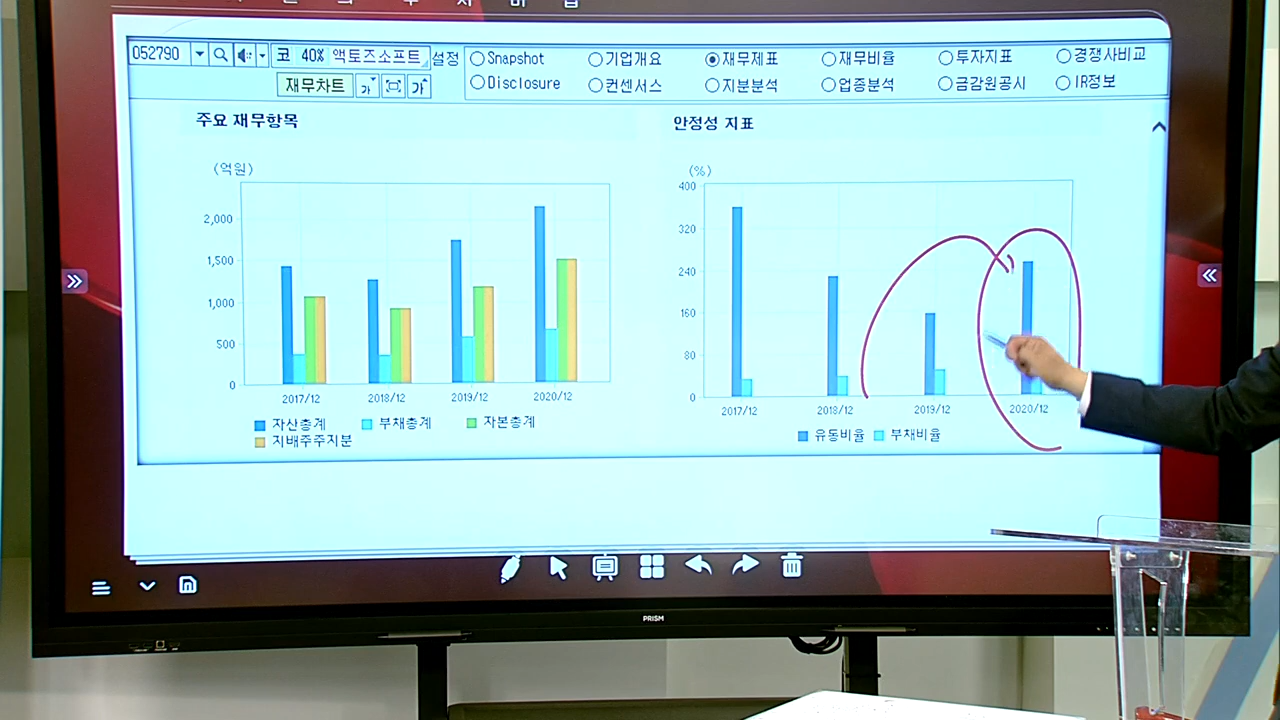 052790 코 40% 액토즈소프트 설정 Snapshot 기업개요 재무제표 재무비율 투자지표 경쟁사비교
재무차트 가 가 Disclosure 컨센서스 지분분석 업종분석 금감원공시 IR정보
주요 재무항목
(억원)
2,000
1,500
1,000
500
0
2017/12 2018/12 2019/12 2020/12
자산총계 부채총계 자본총계
지배주주지분
안정성 지표
(%)
400
320
240
160
80
0
2017/12 2018/12 2019/12 2020/12
유동비율 부채비율
PRISM